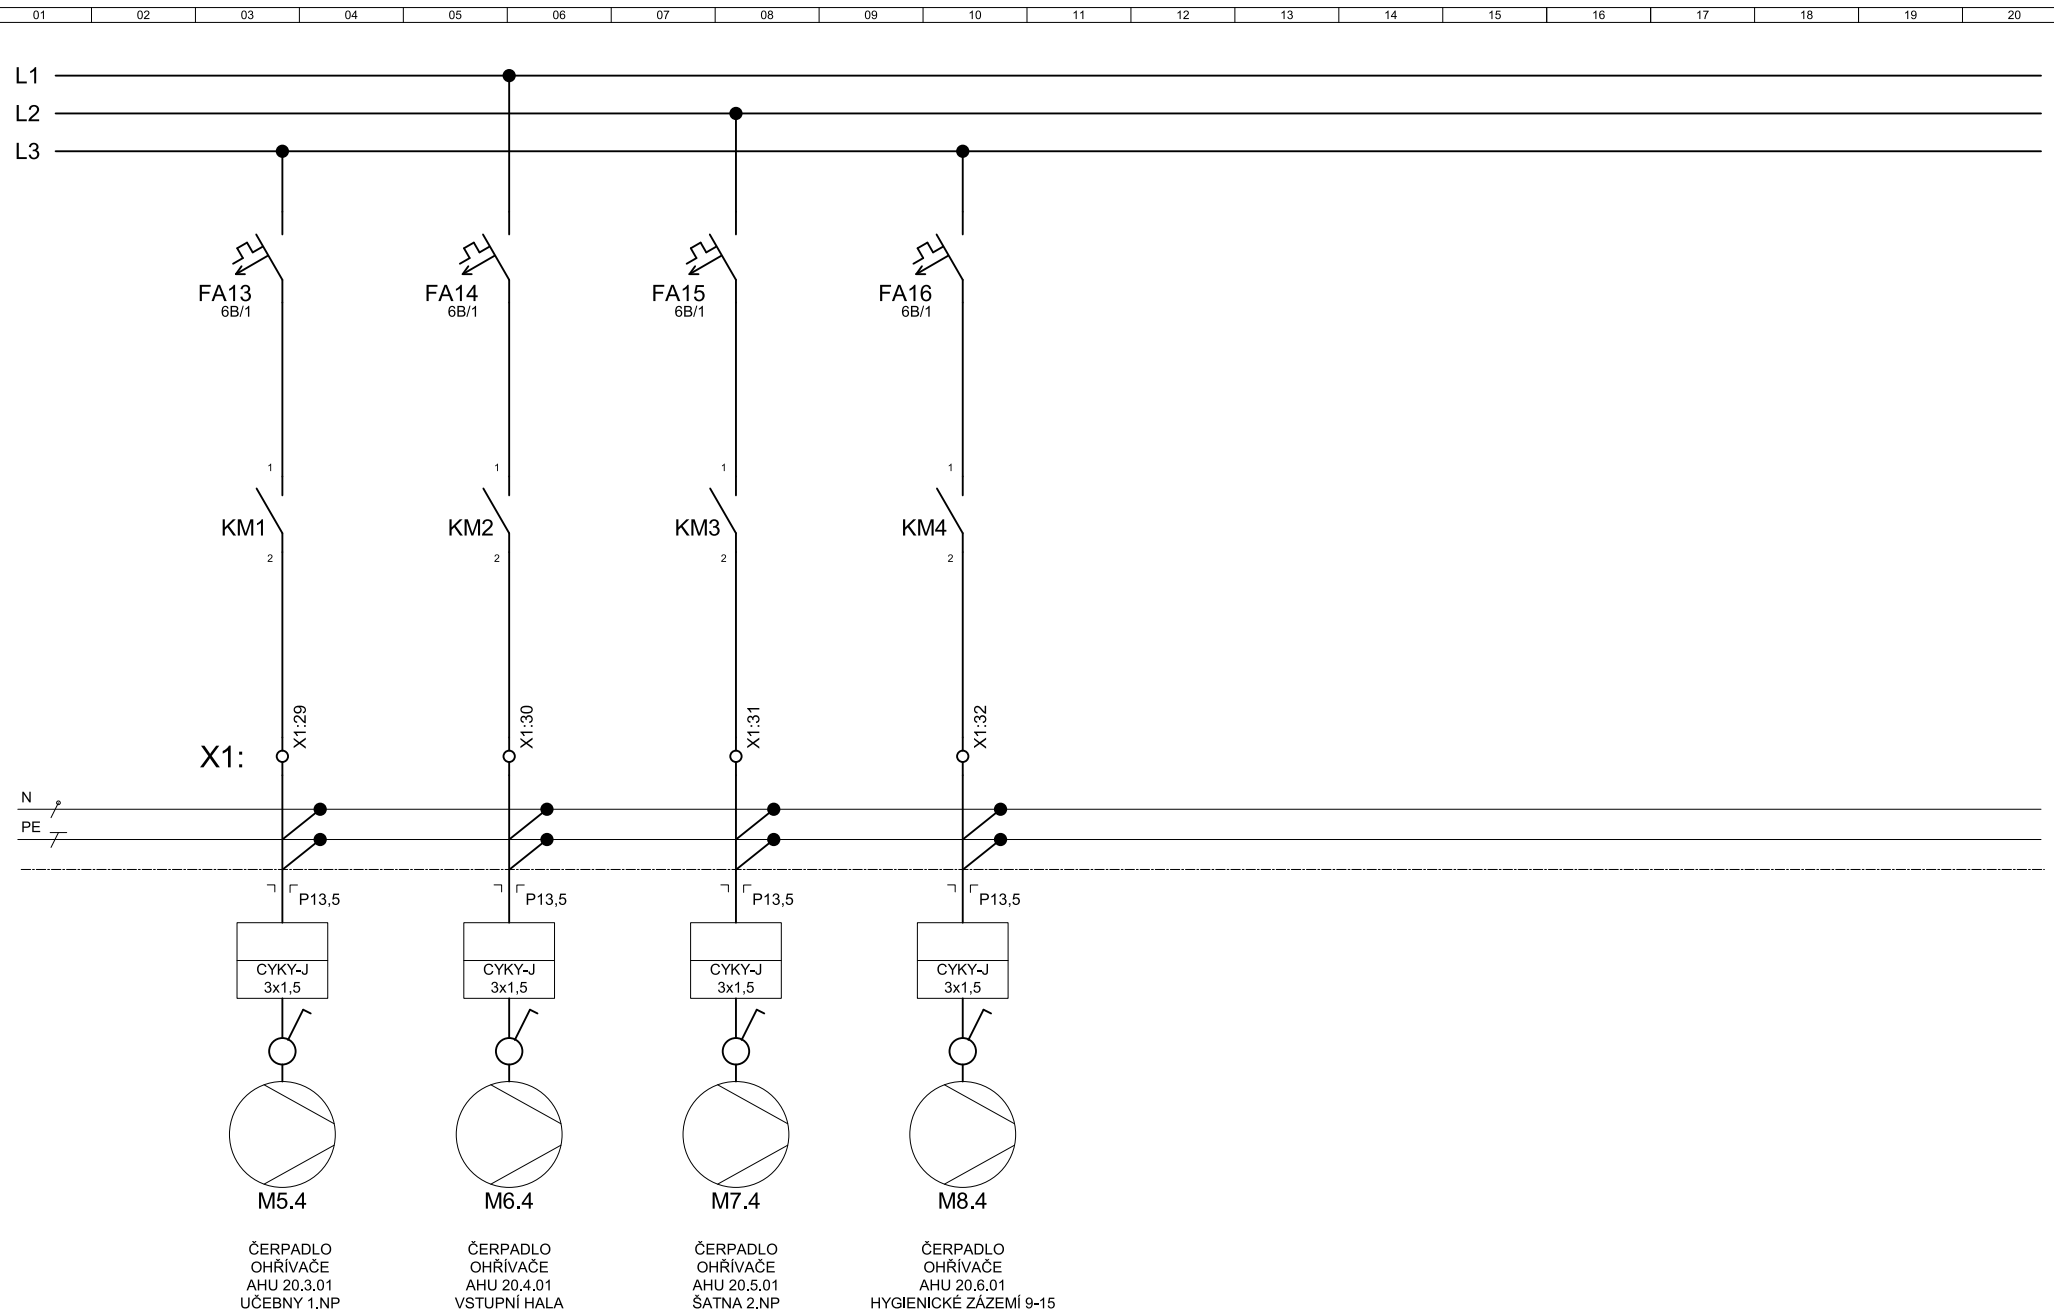 01 02 03 04 05 06 07 08 09 10 11 12 13 14 15 16 17 18 19 20
L1
L2
L3
FA13 FA14 FA15 FA16
6B/1 6B/1 6B/1 6B/1
1 1 1 1
KM1 KM2 KM3 KM4
2 2 2 2
X1:29 X1:30 X1:31 X1:32
X1:
N
PE
P13,5 P13,5 P13,5 P13,5
CYKY-J CYKY-J CYKY-J CYKY-J
3x1,5 3x1,5 3x1,5 3x1,5
M5.4 M6.4 M7.4 M8.4
ČERPADLO ČERPADLO ČERPADLO ČERPADLO
OHŘÍVAČE OHŘÍVAČE OHŘÍVAČE OHŘÍVAČE
AHU 20.3.01 AHU 20.4.01 AHU 20.5.01 AHU 20.6.01
UČEBNY 1.NP VSTUPNÍ HALA ŠATNA 2.NP HYGIENICKÉ ZÁZEMÍ 9-15